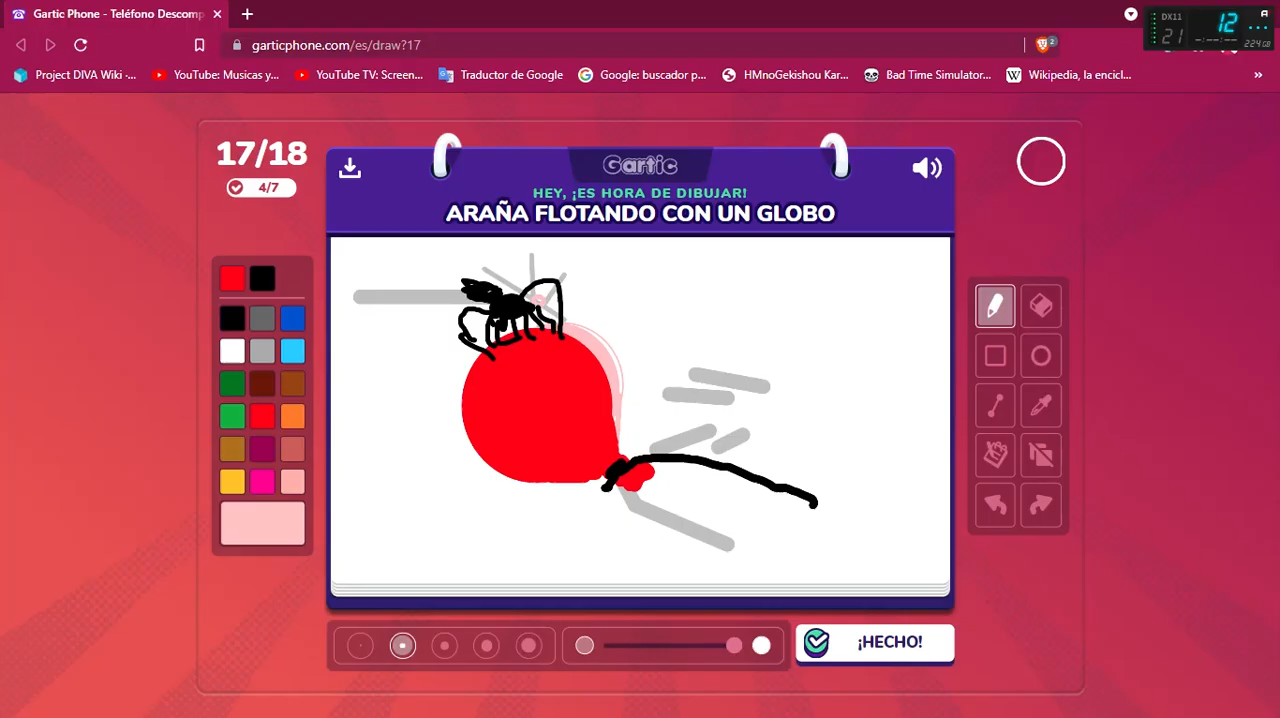 Gartic Phone - Teléfono Descomp
garticphone.com/es/draw?17
2
DX11
21
12
224GB
Project DIVA Wiki -...
YouTube: Musicas y...
YouTube TV: Screen...
Traductor de Google
Google: buscador p...
HMnoGekishou Kar...
Bad Time Simulator...
Wikipedia, la encicl...
»
17/18
4/7
Gartic
HEY, ¡ES HORA DE DIBUJAR!
ARAÑA FLOTANDO CON UN GLOBO
¡HECHO!